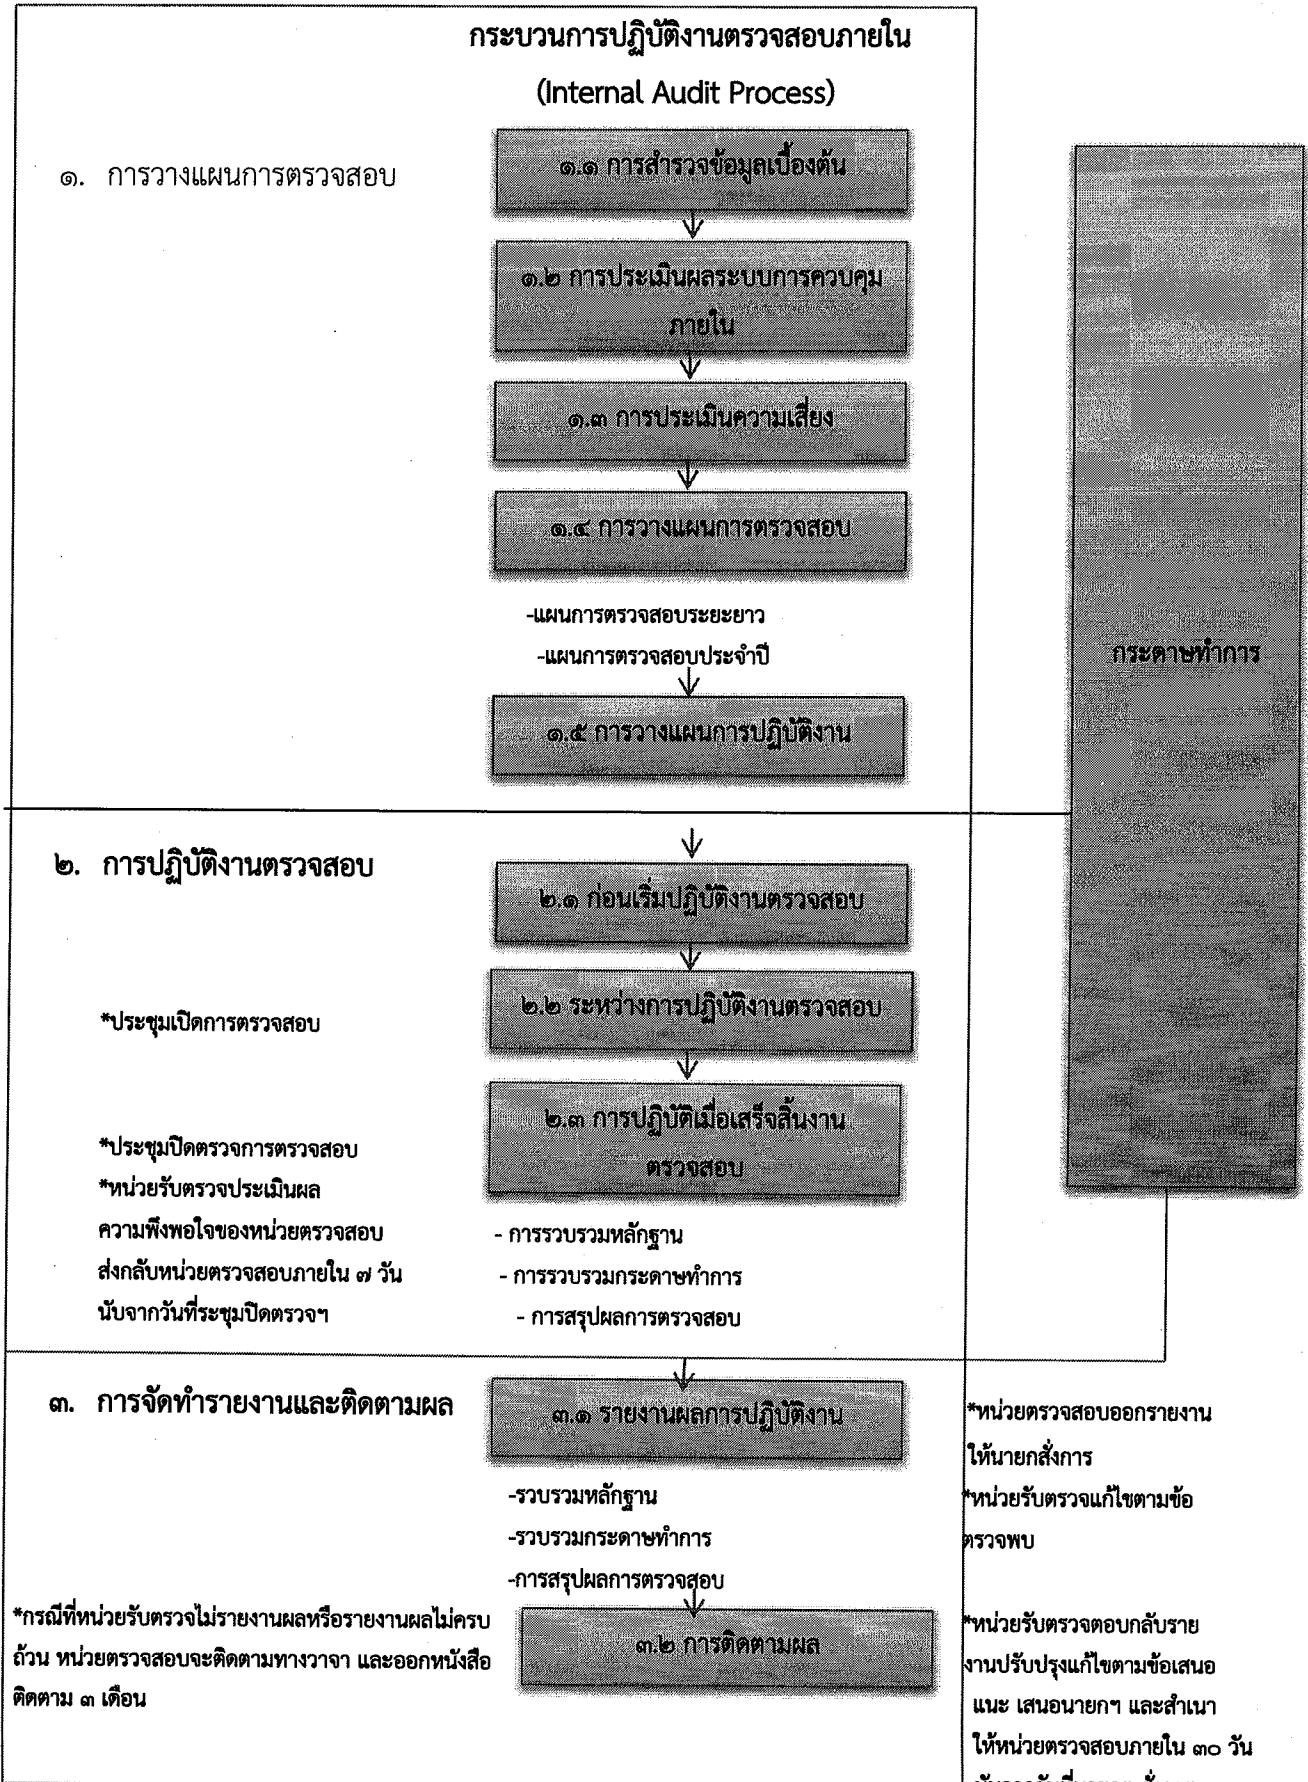 กระบวนการปฏิบัติงานตรวจสอบภายใน
(Internal Audit Process)
๑. การวางแผนการตรวจสอบ
๑.๑ การสำรวจข้อมูลเบื้องต้น
๑.๒ การประเมินผลระบบการควบคุม
ภายใน
๑.๓ การประเมินความเสี่ยง
๑.๔ การวางแผนการตรวจสอบ
-แผนการตรวจสอบระยะยาว
-แผนการตรวจสอบประจำปี
๑.๕ การวางแผนการปฏิบัติงาน
กระดาษทำการ
๒. การปฏิบัติงานตรวจสอบ
๒.๑ ก่อนเริ่มปฏิบัติงานตรวจสอบ
๒.๒ ระหว่างการปฏิบัติงานตรวจสอบ
*ประชุมเปิดการตรวจสอบ
๒.๓ การปฏิบัติเมื่อเสร็จสิ้นงาน
ตรวจสอบ
*ประชุมปิดตรวจการตรวจสอบ
*หน่วยรับตรวจประเมินผล
ความพึงพอใจของหน่วยตรวจสอบ
ส่งกลับหน่วยตรวจสอบภายใน ๗ วัน
นับจากวันที่ระชุมปิดตรวจฯ
- การรวบรวมหลักฐาน
- การรวบรวมกระดาษทำการ
- การสรุปผลการตรวจสอบ
๓. การจัดทำรายงานและติดตามผล
๓.๑ รายงานผลการปฏิบัติงาน
-รวบรวมหลักฐาน
-รวบรวมกระดาษทำการ
-การสรุปผลการตรวจสอบ
*หน่วยตรวจสอบออกรายงาน
ให้นายกสั่งการ
*หน่วยรับตรวจแก้ไขตามข้อ
ตรวจพบ
*กรณีที่หน่วยรับตรวจไม่รายงานผลหรือรายงานผลไม่ครบ
ถ้วน หน่วยตรวจสอบจะติดตามทางวาจา และออกหนังสือ
ติดตาม ๓ เดือน
๓.๒ การติดตามผล
*หน่วยรับตรวจตอบกลับราย
งานปรับปรุงแก้ไขตามข้อเสนอ
แนะ เสนอนายกฯ และสำเนา
ให้หน่วยตรวจสอบภายใน ๓๐ วัน